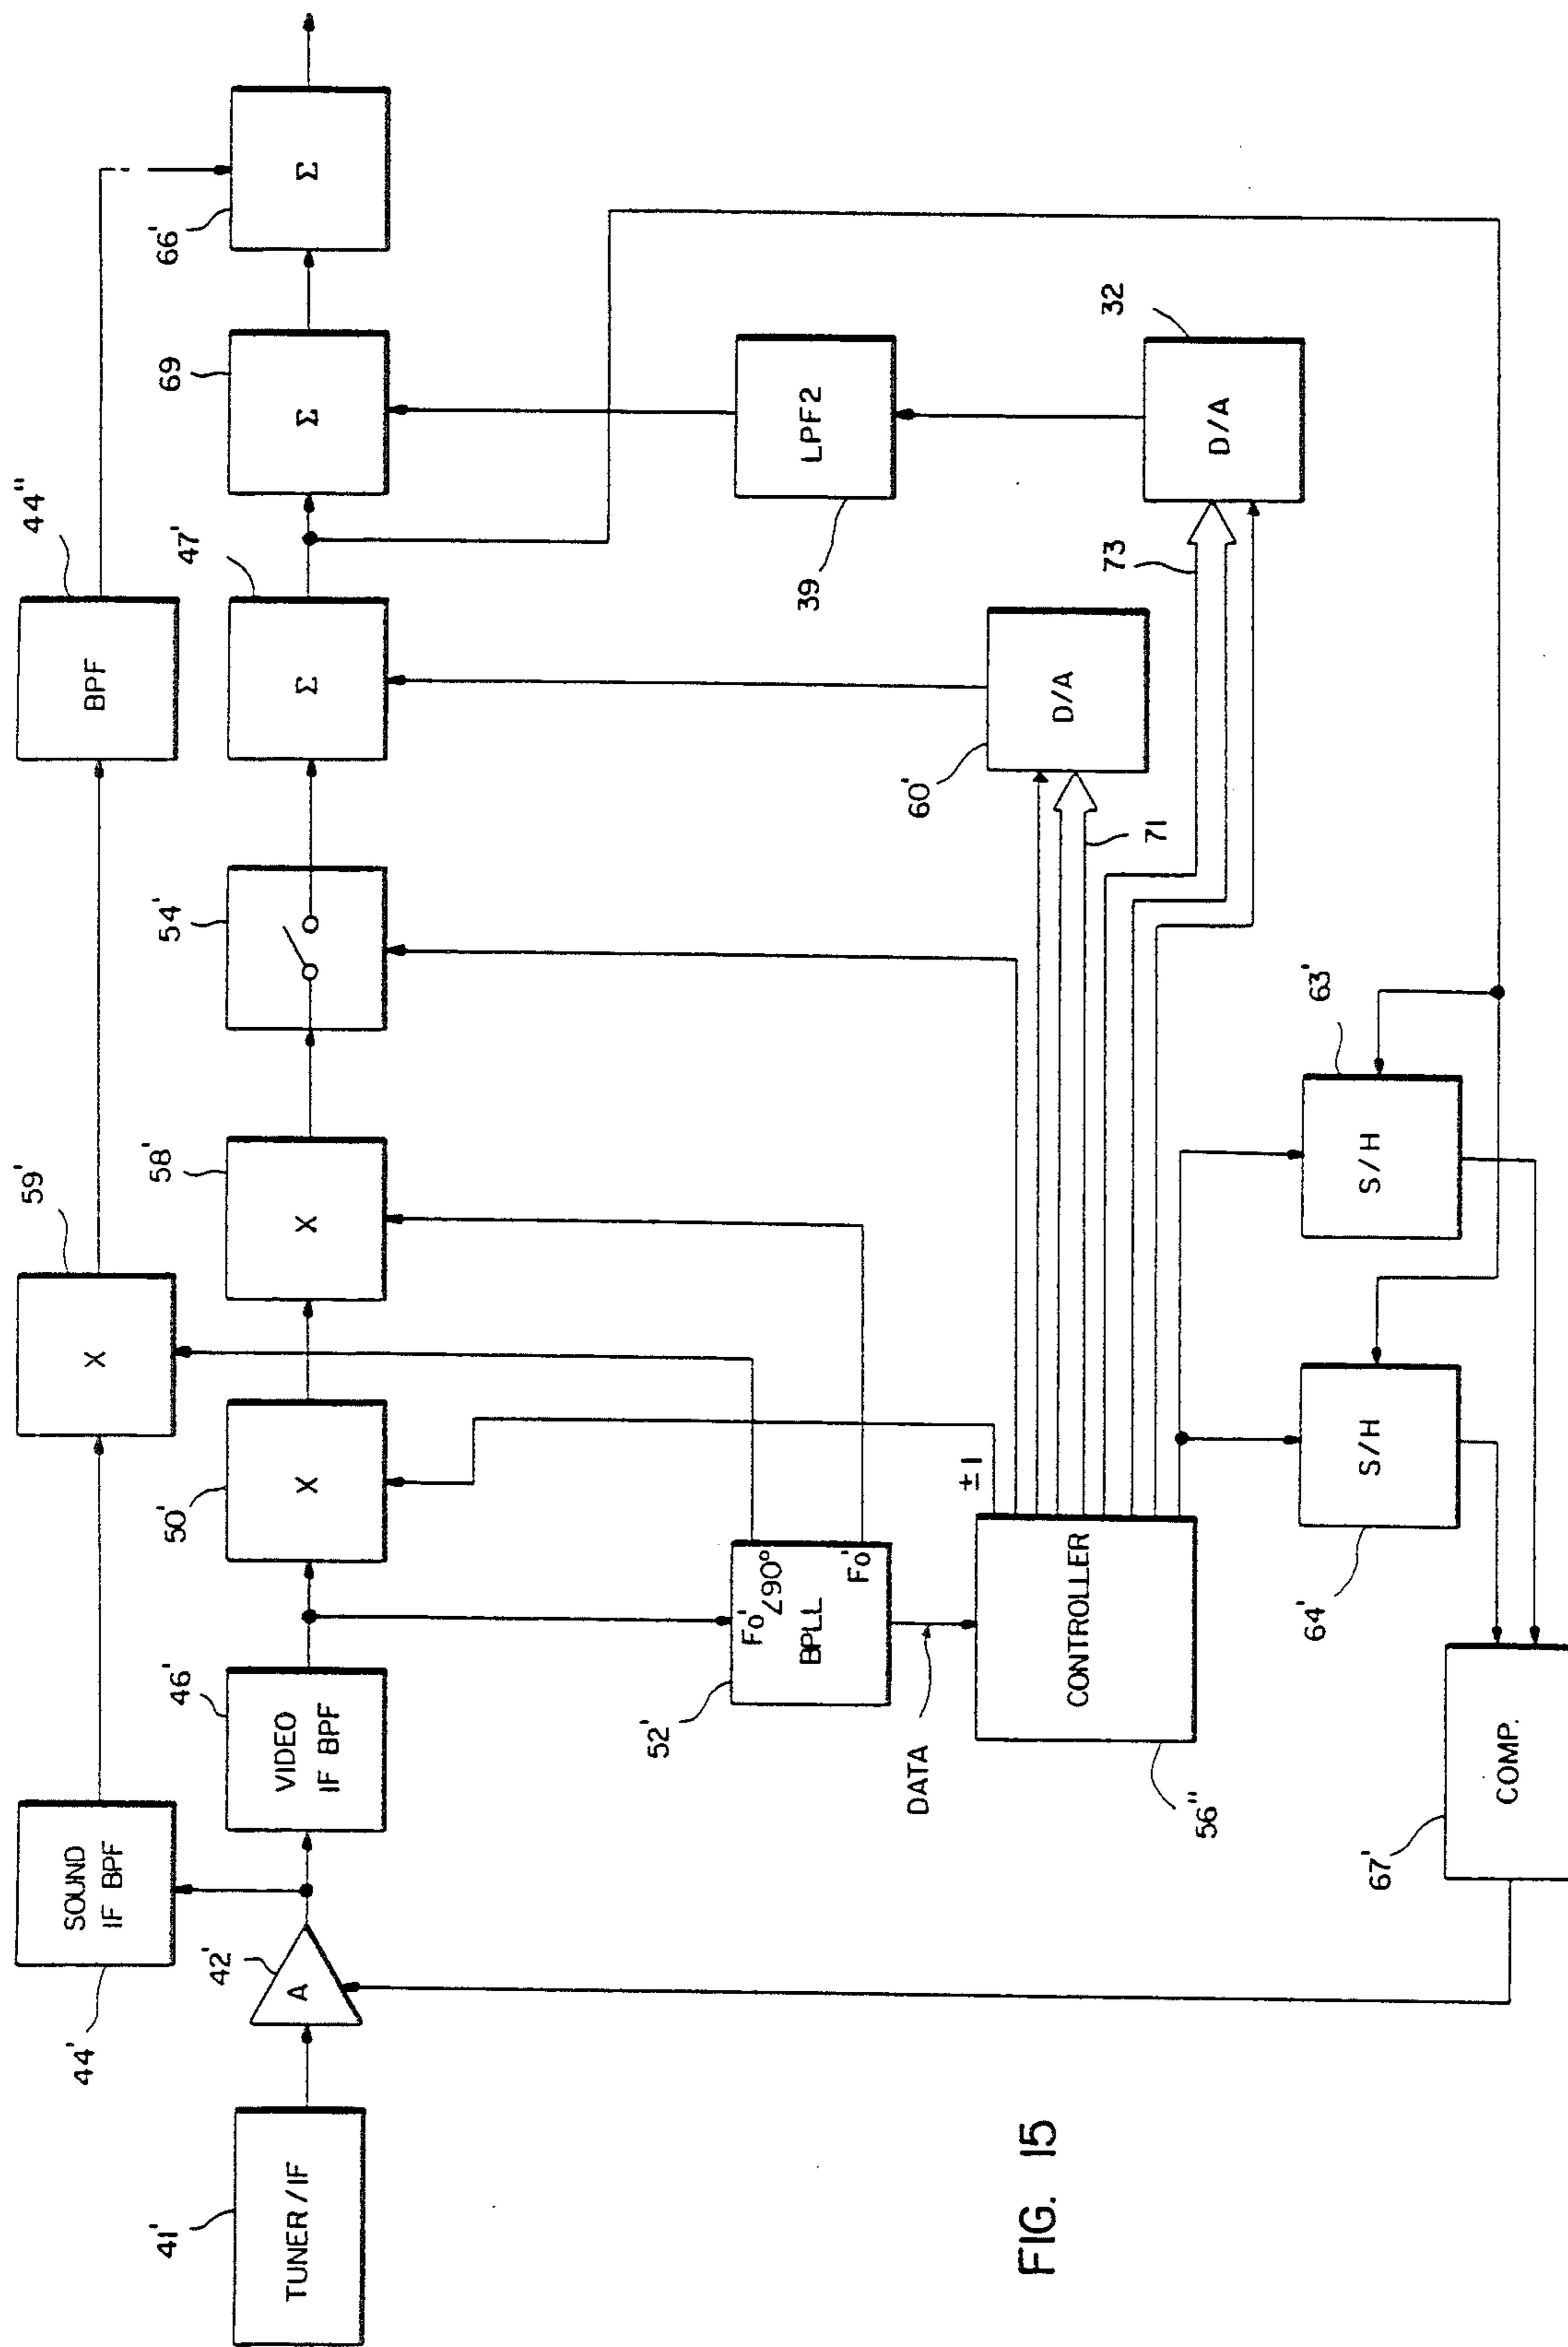 44'
SOUND
IF BPF
59'
X
44"
BPF
41'
TUNER/IF
42'
A
46'
VIDEO
IF BPF
50'
X
58'
X
54'
47'
Σ
69
Σ
66'
Σ
52'
Fo'
∠90°
BPLL
Fo'
DATA
±1
CONTROLLER
56"
60'
D/A
71
39
LPF2
73
32
D/A
64'
S/H
63'
S/H
67'
COMP.
FIG. 15